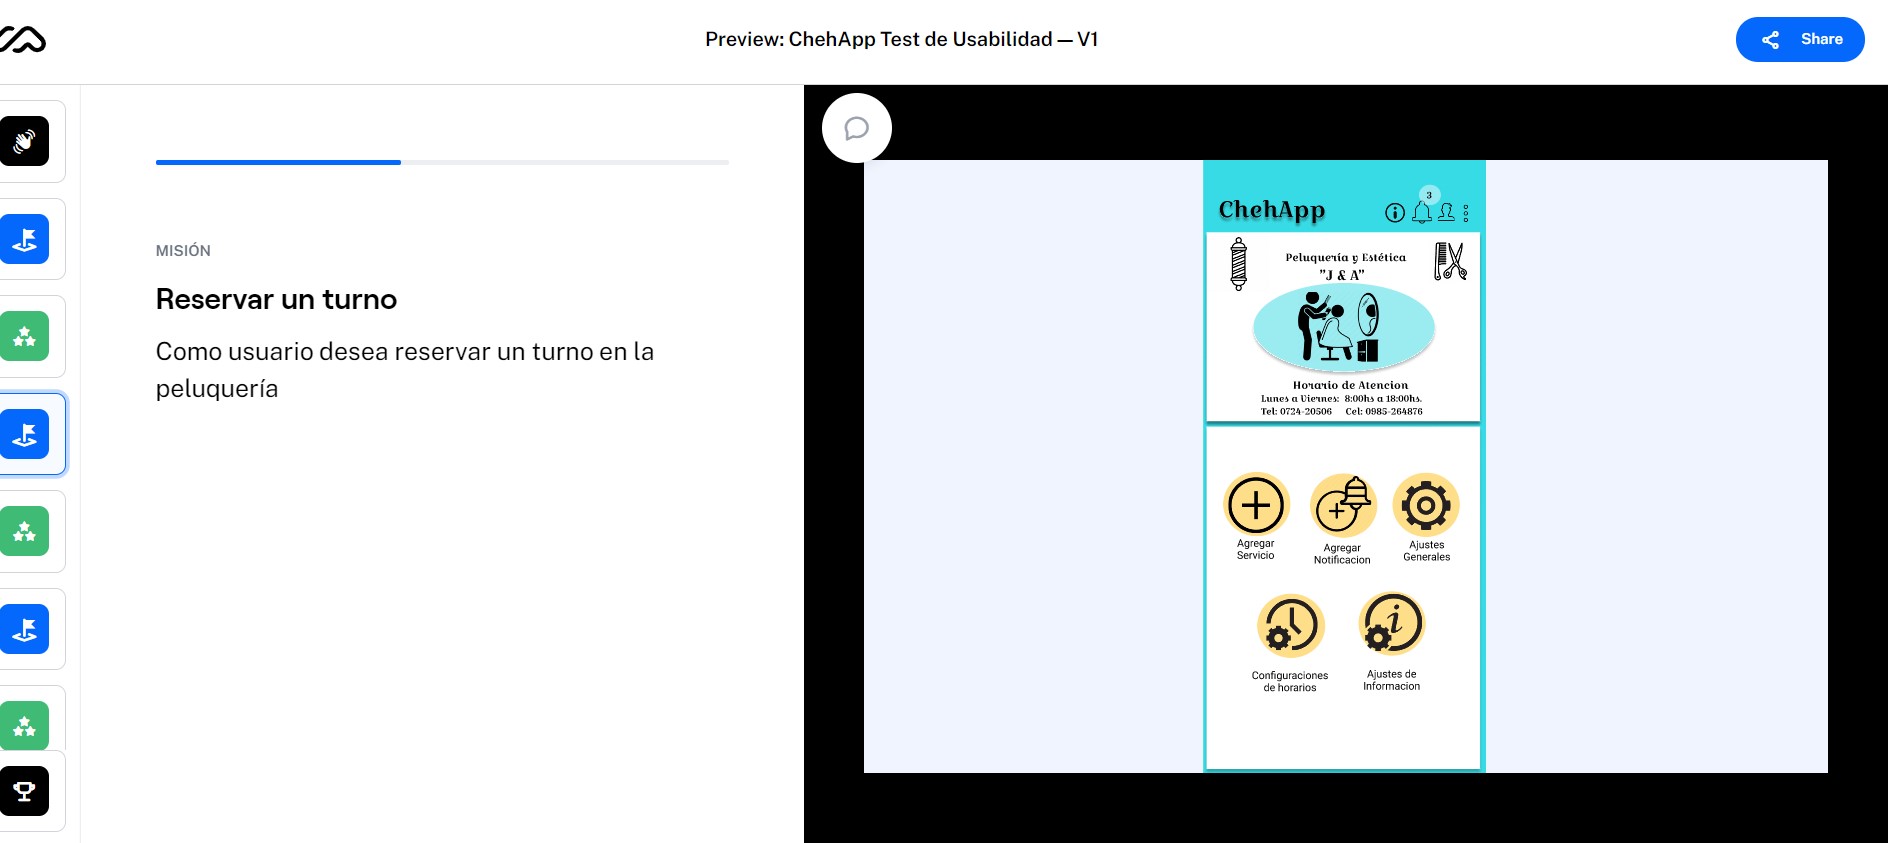 Preview: ChehApp Test de Usabilidad — V1
Share
MISIÓN
Reservar un turno
Como usuario desea reservar un turno en la
peluquería
3
ChehApp
Peluquería y Estética
"J & A"
Horario de Atencion
Lunes a Viernes: 8:00hs a 18:00hs.
Tel: 0724-20506 Cel: 0985-264876
Agregar
Servicio
Agregar
Notificacion
Ajustes
Generales
Configuraciones
de horarios
Ajustes de
Informacion